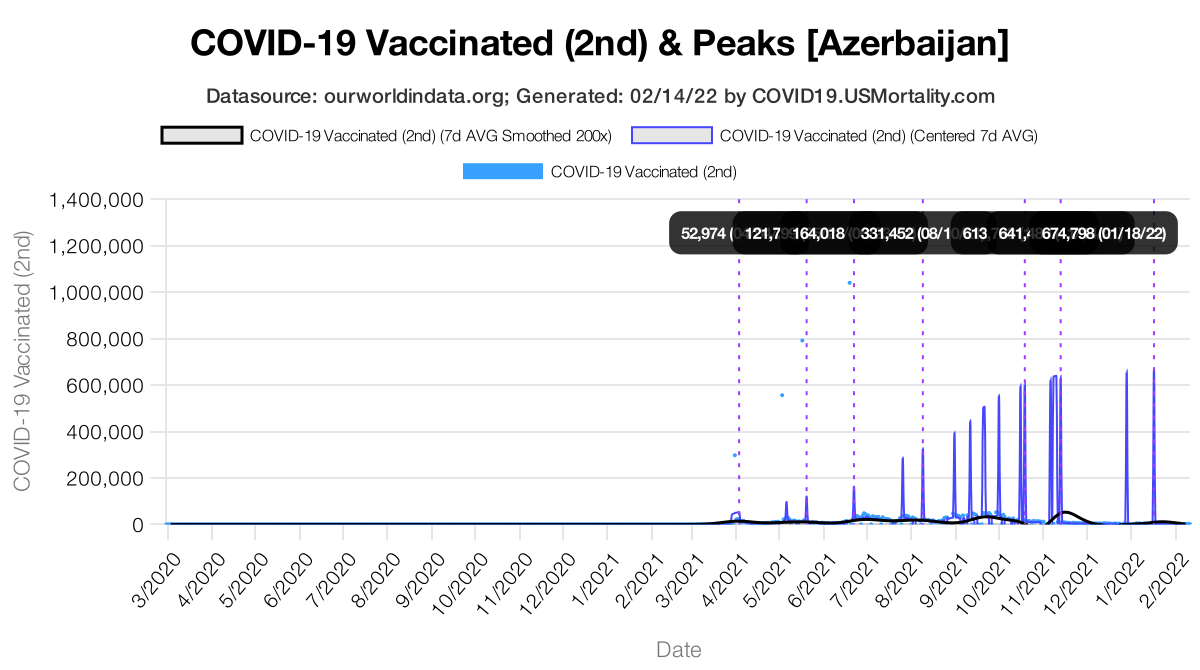 COVID-19 Vaccinated (2nd) & Peaks [Azerbaijan]
Datasource: ourworldindata.org; Generated: 02/14/22 by COVID19.USMortality.com
COVID-19 Vaccinated (2nd) (7d AVG Smoothed 200x) COVID-19 Vaccinated (2nd) (Centered 7d AVG)
COVID-19 Vaccinated (2nd)
COVID-19 Vaccinated (2nd)
1,400,000
1,200,000
1,000,000
800,000
600,000
400,000
200,000
0
52,974 164,018 331,452 674,798 (01/18/22)
3/2020 4/2020 5/2020 6/2020 7/2020 8/2020 9/2020 10/2020 11/2020 12/2020 1/2021 2/2021 3/2021 4/2021 5/2021 6/2021 7/2021 8/2021 9/2021 10/2021 11/2021 12/2021 1/2022 2/2022
Date